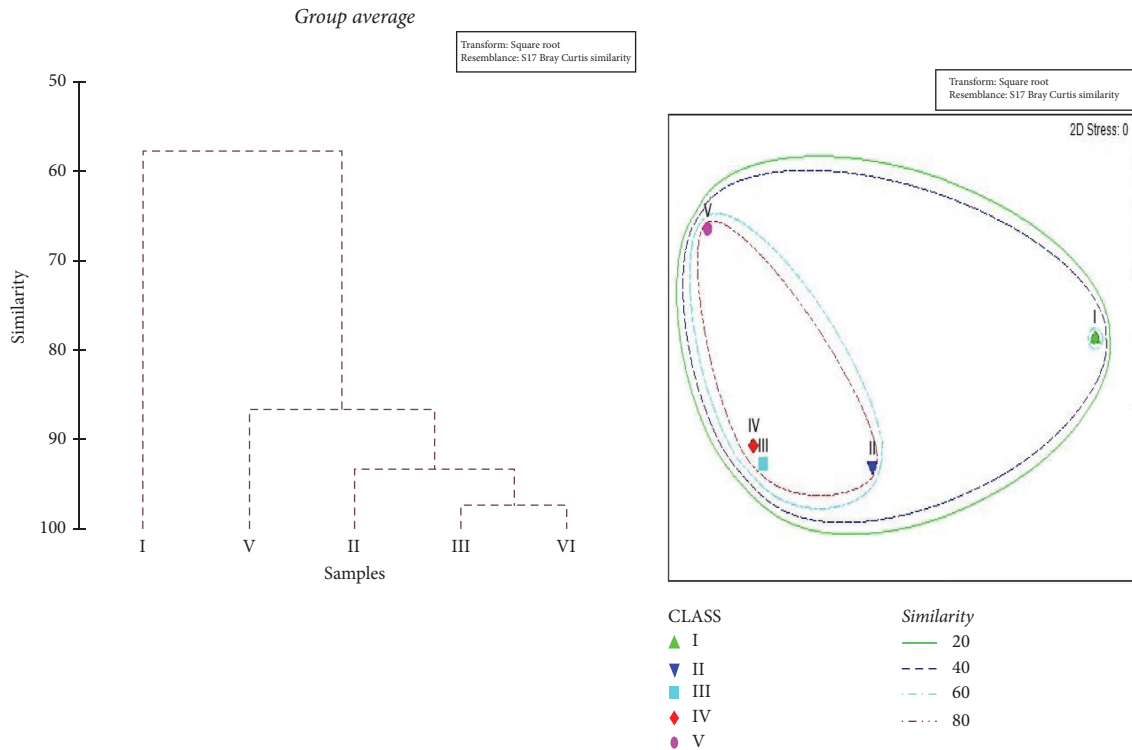 Group average
Transform: Square root
Resemblance: S17 Bray Curtis similarity
50
60
70
80
90
100
Similarity
I
V
II
III
VI
Samples
Transform: Square root
Resemblance: S17 Bray Curtis similarity
2D Stress: 0
V
I
IV
III
II
CLASS
I
II
III
IV
V
Similarity
20
40
60
80